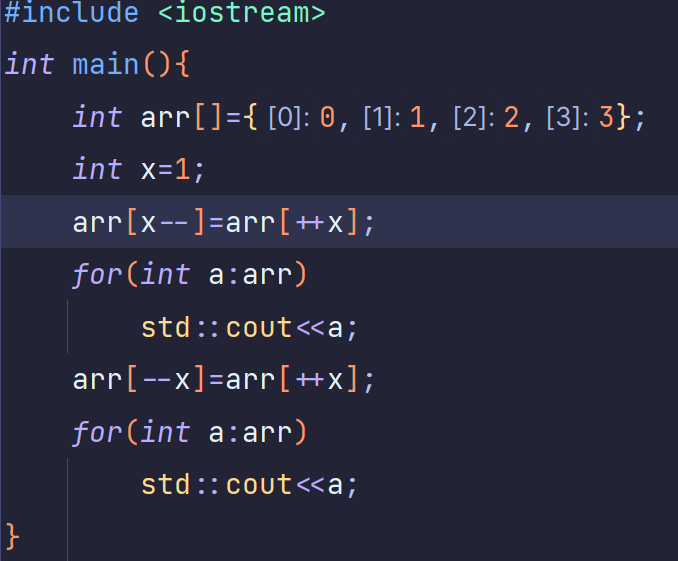 #include <iostream>
int main(){
    int arr[]={ [0]: 0, [1]: 1, [2]: 2, [3]: 3};
    int x=1;
    arr[x--]=arr[++x];
    for(int a:arr)
        std::cout<<a;
    arr[--x]=arr[++x];
    for(int a:arr)
        std::cout<<a;
}